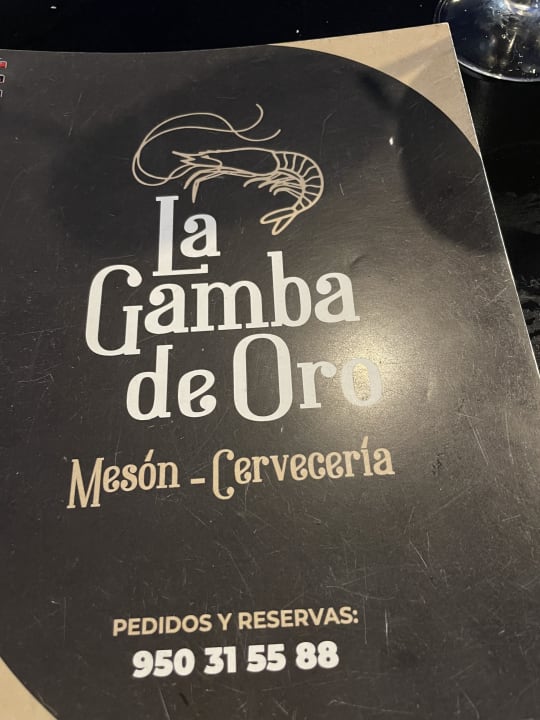 La
Gamba
de Oro
Mesón - Cervecería
PEDIDOS Y RESERVAS:
950 31 55 88